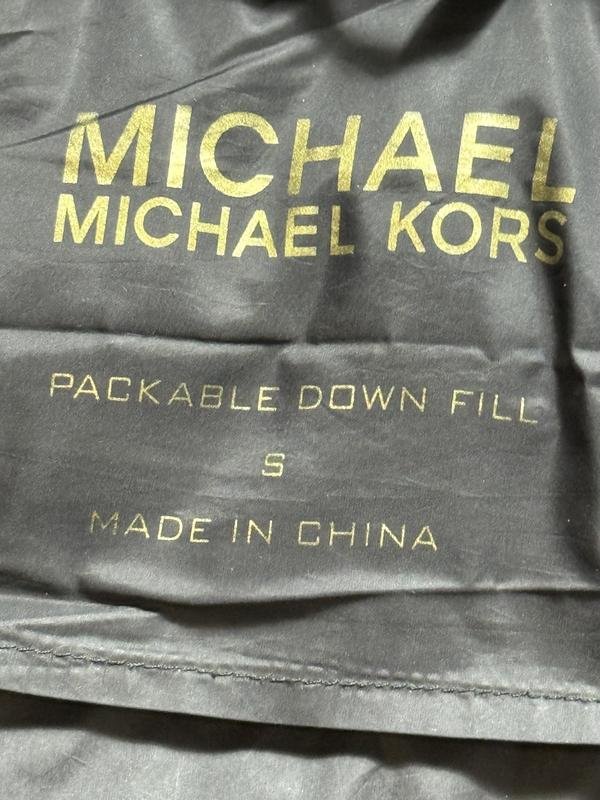 MICHAEL
MICHAEL KORS
PACKABLE DOWN FILL
S
MADE IN CHINA